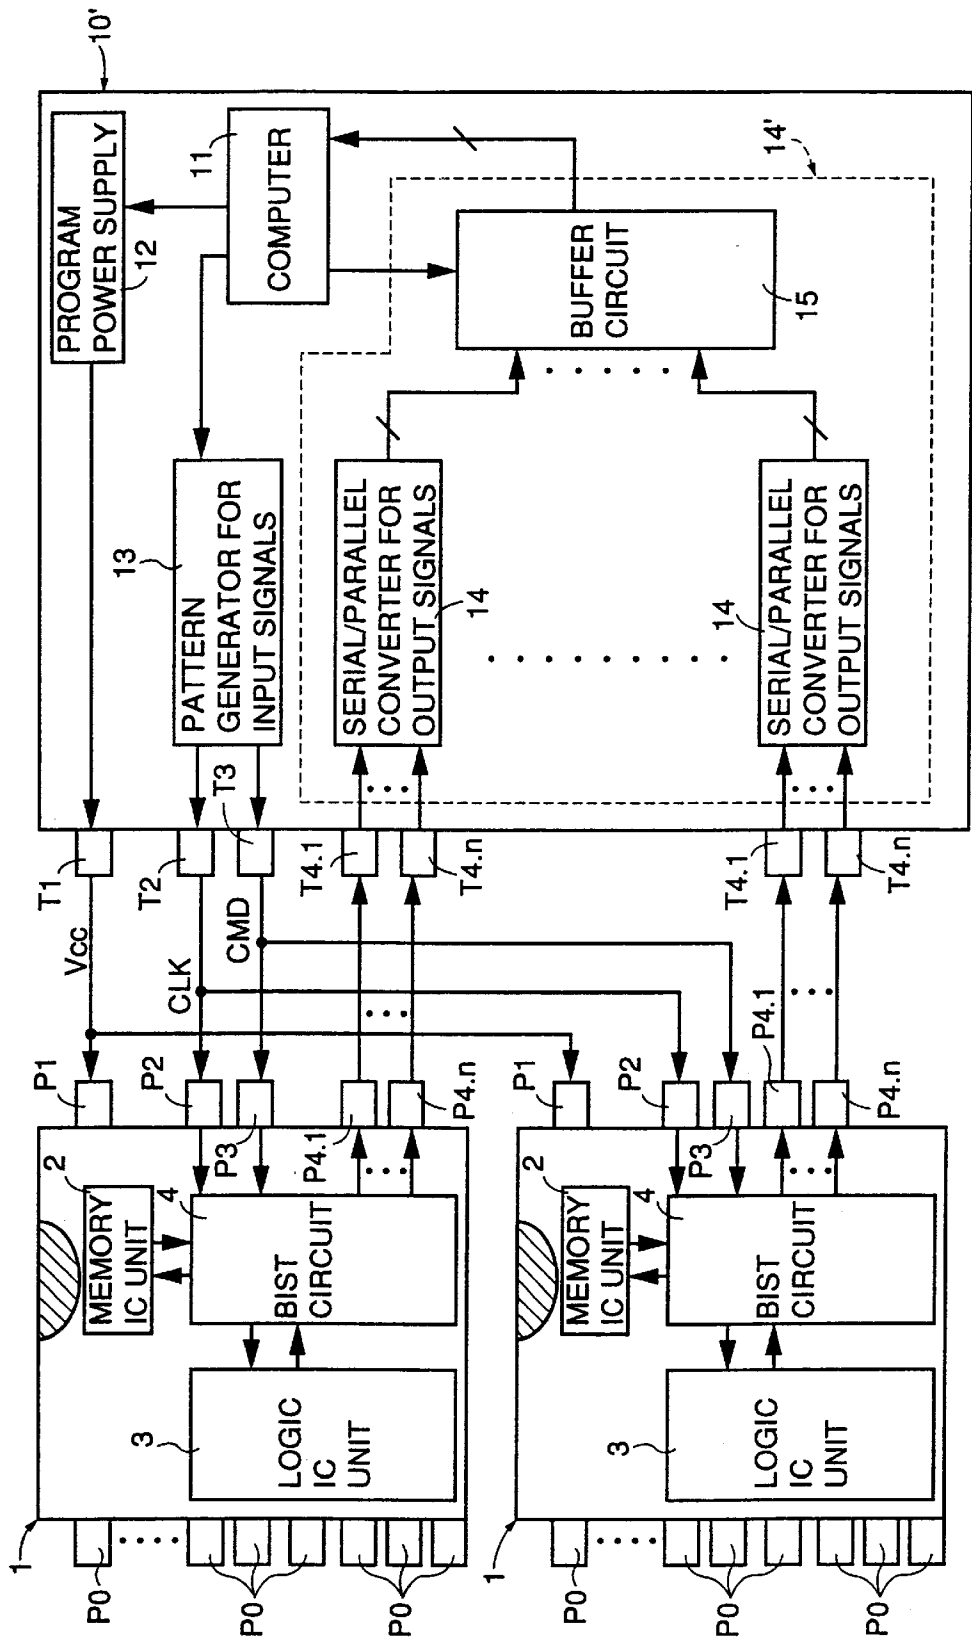 10'
PROGRAM
POWER SUPPLY
12
11
COMPUTER
13
PATTERN
GENERATOR FOR
INPUT SIGNALS
14'
BUFFER
CIRCUIT
15
SERIAL/PARALLEL
CONVERTER FOR
OUTPUT SIGNALS
14
SERIAL/PARALLEL
CONVERTER FOR
OUTPUT SIGNALS
14
T1
T2
T3
T4.1
T4.n
T4.1
T4.n
Vcc
CLK
CMD
P1
P2
P3
P4.1
P4.n
P1
P2
P3
P4.1
P4.n
1
2
MEMORY
IC UNIT
4
BIST
CIRCUIT
3
LOGIC
IC
UNIT
P0
P0
P0
1
2
MEMORY
IC UNIT
4
BIST
CIRCUIT
3
LOGIC
IC
UNIT
P0
P0
P0